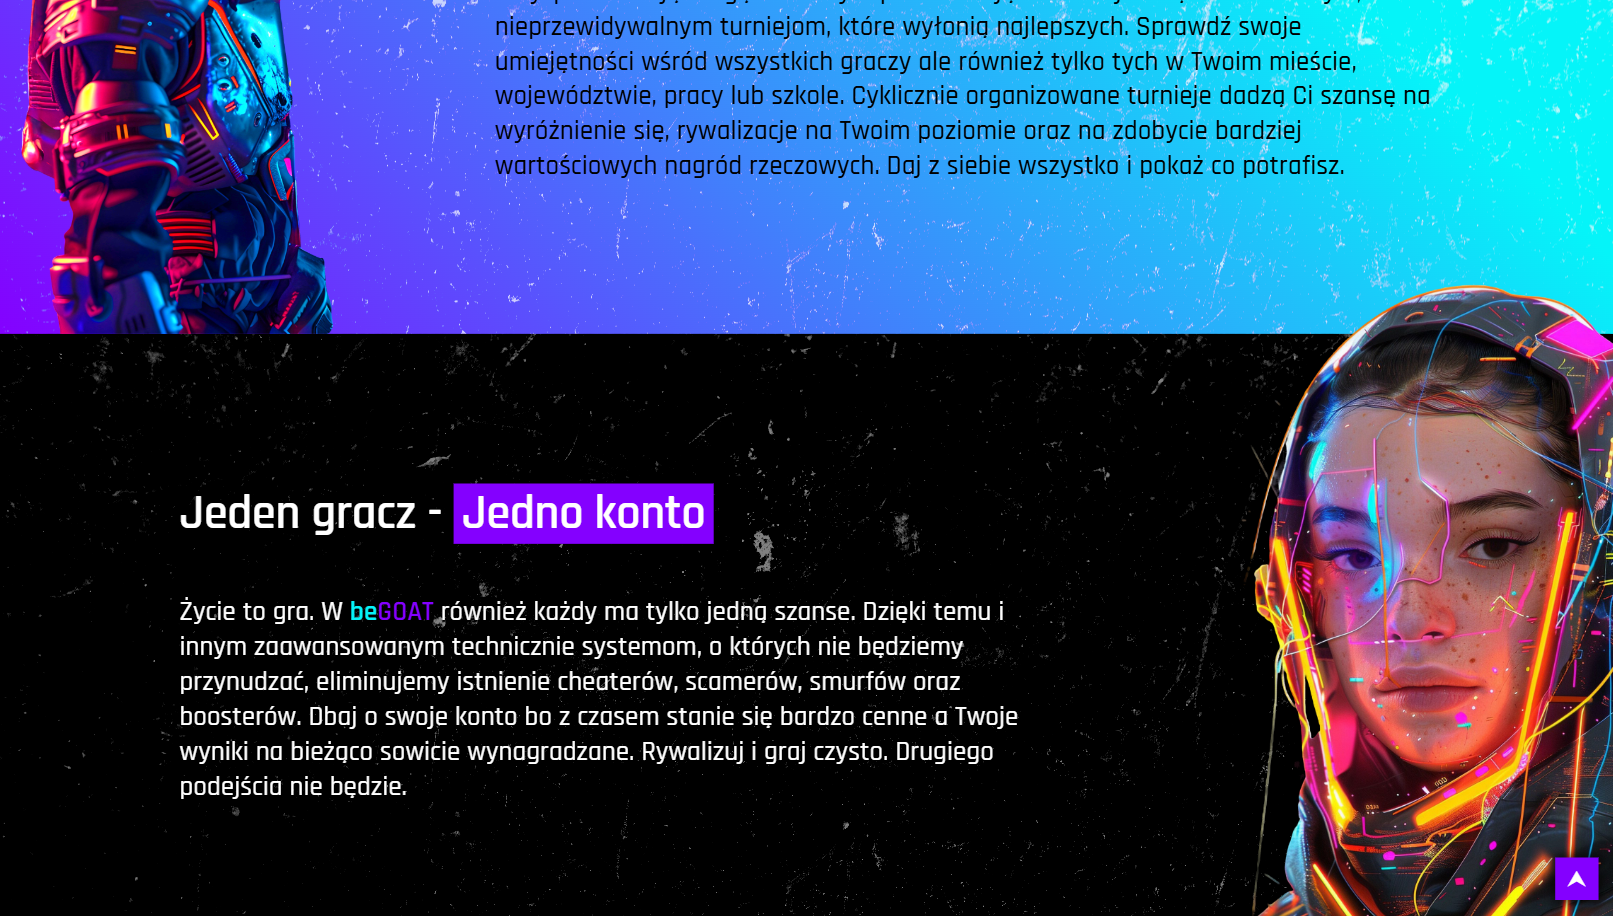 nieprzewidywalnym turniejom, które wyłonią najlepszych. Sprawdź swoje
umiejętności wśród wszystkich graczy ale również tylko tych w Twoim mieście,
województwie, pracy lub szkole. Cyklicznie organizowane turnieje dadzą Ci szansę na
wyróżnienie się, rywalizacje na Twoim poziomie oraz na zdobycie bardziej
wartościowych nagród rzeczowych. Daj z siebie wszystko i pokaż co potrafisz.
Jeden gracz - Jedno konto
Życie to gra. W beGOAT również każdy ma tylko jedną szanse. Dzięki temu i
innym zaawansowanym technicznie systemom, o których nie będziemy
przynudzać, eliminujemy istnienie cheaterów, scamerów, smurfów oraz
boosterów. Dbaj o swoje konto bo z czasem stanie się bardzo cenne a Twoje
wyniki na bieżąco sowicie wynagradzane. Rywalizuj i graj czysto. Drugiego
podejścia nie będzie.